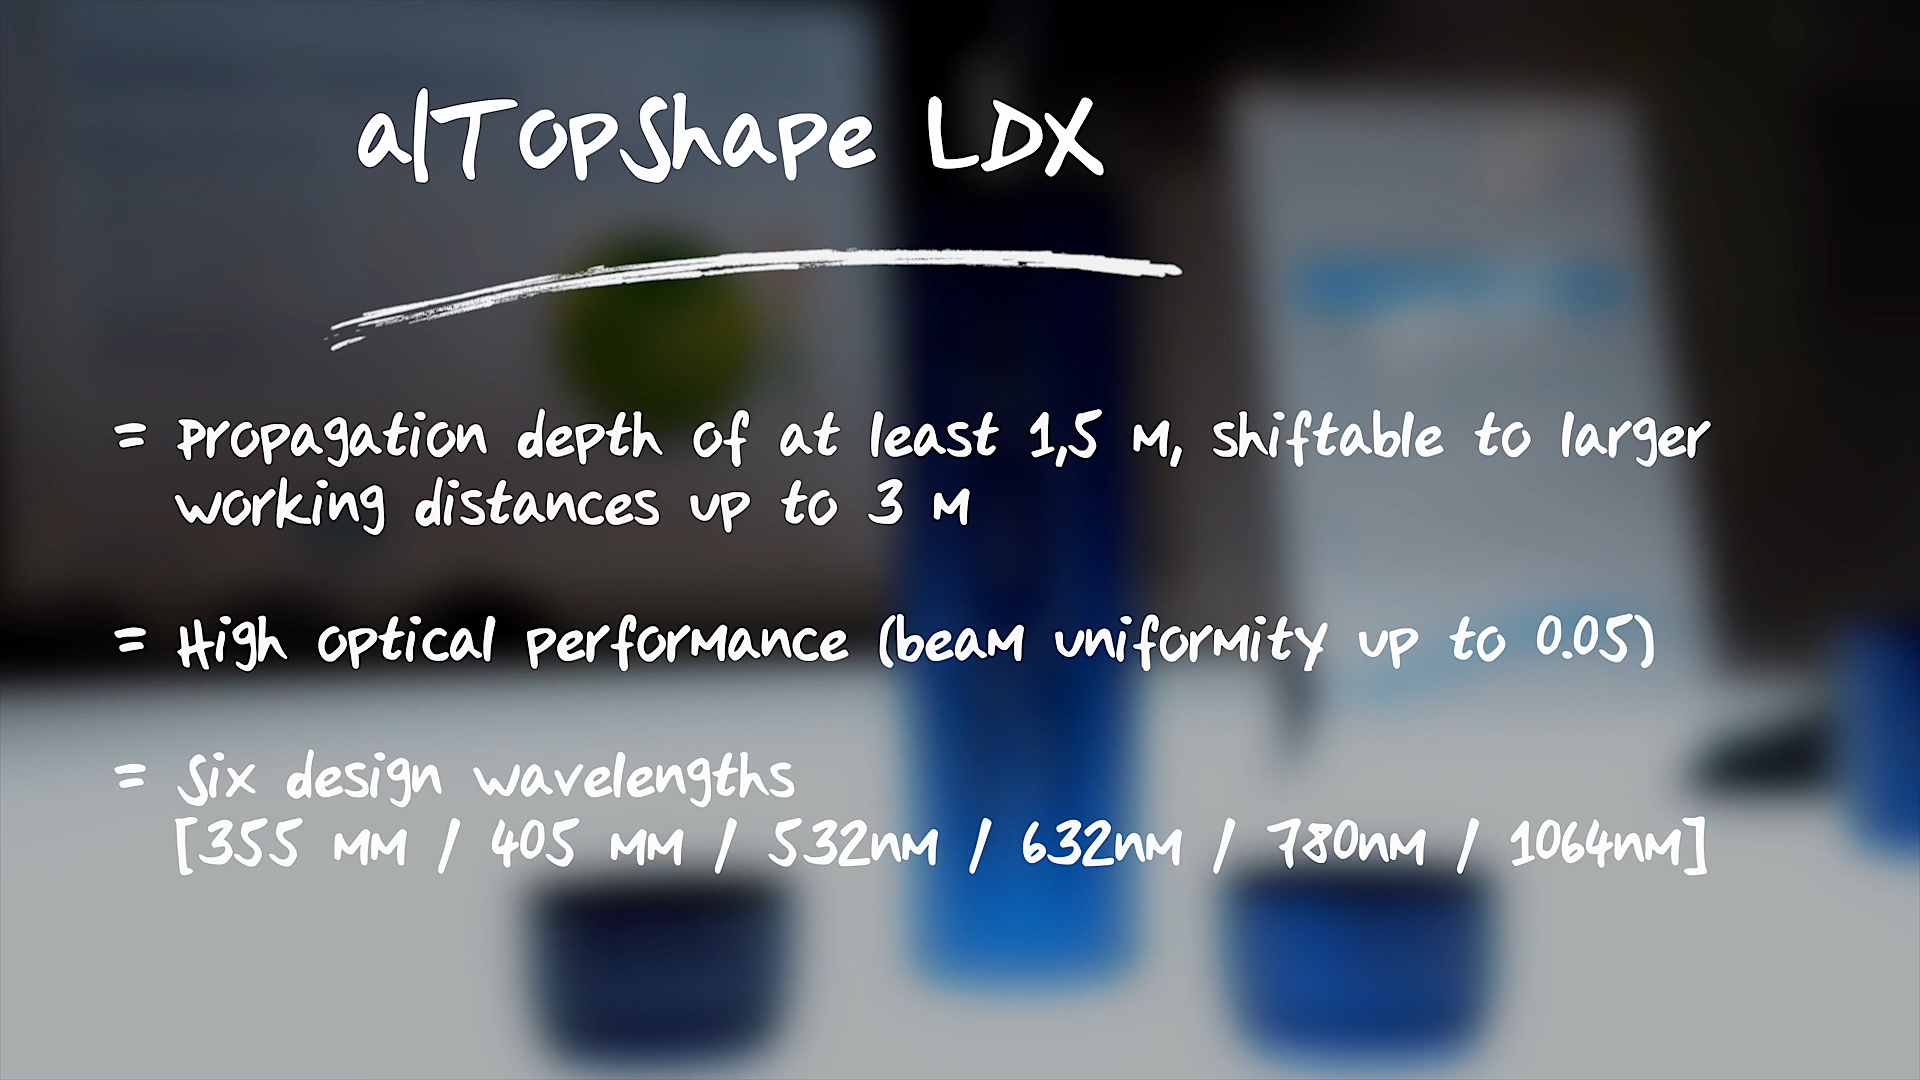 a|TopShape LDX
= Propagation depth of at least 1,5 m, shiftable to larger
working distances up to 3 m
= High optical performance (beam uniformity up to 0.05)
= Six design wavelengths
[355 mm / 405 mm / 532nm / 632nm / 780nm / 1064nm]